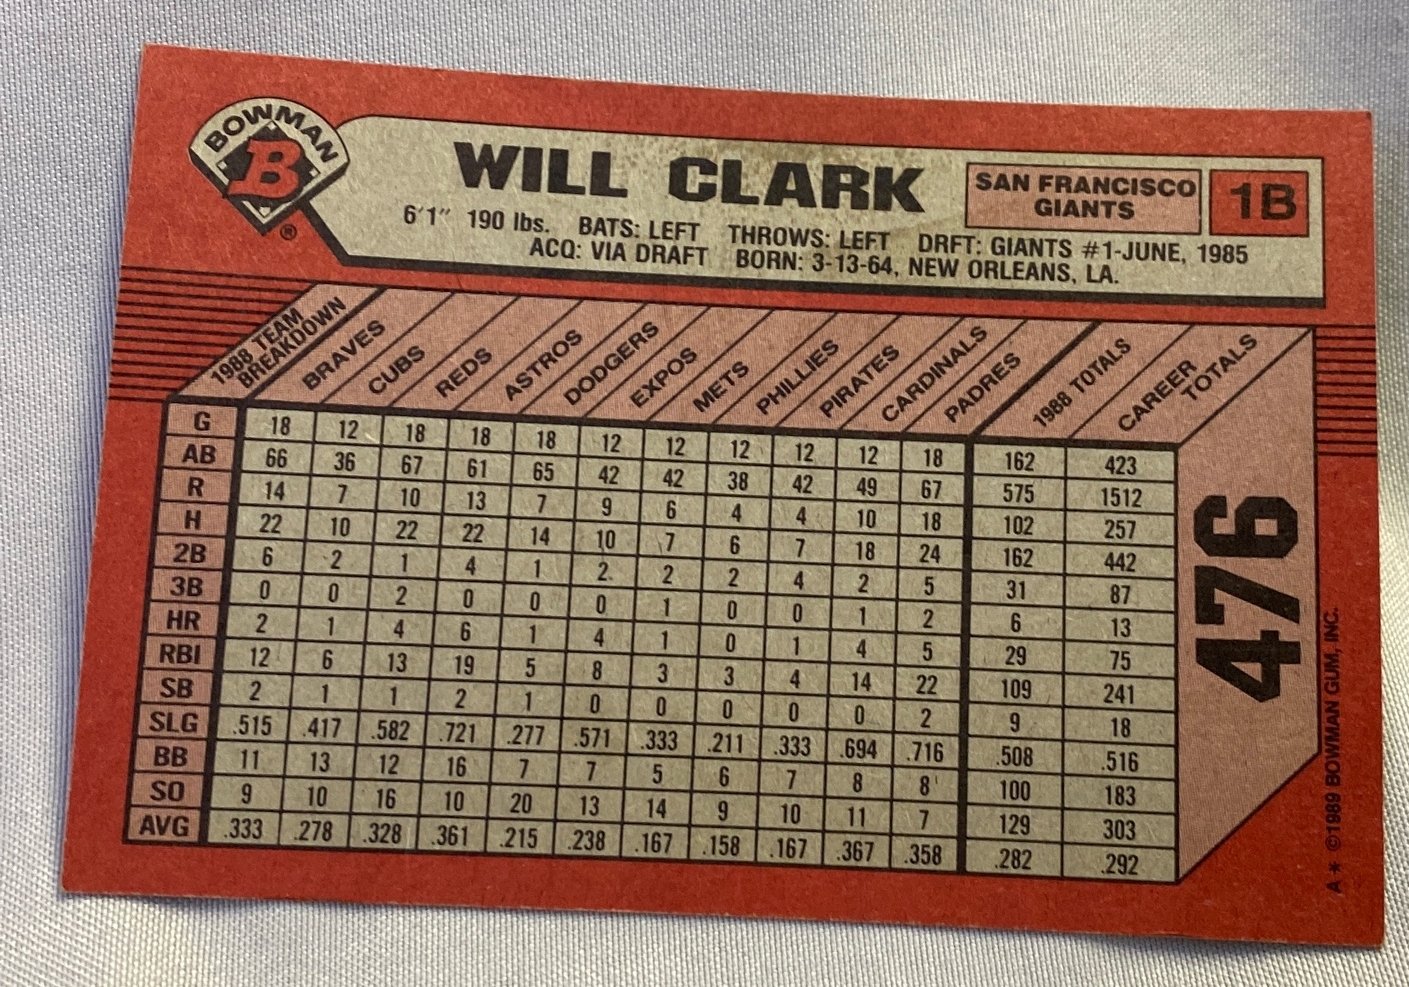 BOWMAN
B
®
WILL CLARK
SAN FRANCISCO
GIANTS
1B
6'1" 190 lbs. BATS: LEFT THROWS: LEFT DRFT: GIANTS #1-JUNE, 1985
ACQ: VIA DRAFT BORN: 3-13-64, NEW ORLEANS, LA.
1988 TEAM
BREAKDOWN
BRAVES
CUBS
REDS
ASTROS
DODGERS
EXPOS
METS
PHILLIES
PIRATES
CARDINALS
PADRES
1988 TOTALS
CAREER
TOTALS
G 18 12 18 18 18 12 12 12 12 12 18 162 423
AB 66 36 67 61 65 42 42 38 42 49 67 575 1512
R 14 7 10 13 7 9 6 4 4 10 18 102 257
H 22 10 22 22 14 10 7 6 7 18 24 162 442
2B 6 2 1 4 1 2 2 2 4 2 5 31 87
3B 0 0 2 0 0 0 1 0 0 1 2 6 13
HR 2 1 4 6 1 4 1 0 1 4 5 29 75
RBI 12 6 13 19 5 8 3 3 4 14 22 109 241
SB 2 1 1 2 1 0 0 0 0 0 2 9 18
SLG .515 .417 .582 .721 .277 .571 .333 .211 .333 .694 .716 .508 .516
BB 11 13 12 16 7 7 5 6 7 8 8 100 183
SO 9 10 16 10 20 13 14 9 10 11 7 129 303
AVG .333 .278 .328 .361 .215 .238 .167 .158 .167 .367 .358 .282 .292
476
A* ©1989 BOWMAN GUM, INC.